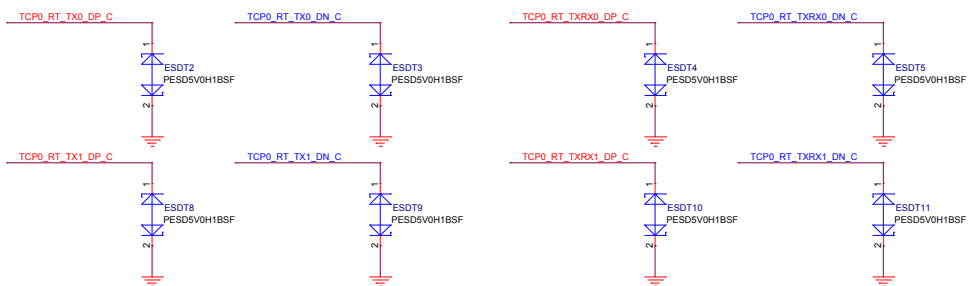 TCP0_RT_TX0_DP_C
TCP0_RT_TX0_DN_C
TCP0_RT_TXRX0_DP_C
TCP0_RT_TXRX0_DN_C
1
1
1
1
ESDT2
ESDT3
ESDT4
ESDT5
PESD5V0H1BSF
PESD5V0H1BSF
PESD5V0H1BSF
PESD5V0H1BSF
2
2
2
2
TCP0_RT_TX1_DP_C
TCP0_RT_TX1_DN_C
TCP0_RT_TXRX1_DP_C
TCP0_RT_TXRX1_DN_C
1
1
1
1
ESDT8
ESDT9
ESDT10
ESDT11
PESD5V0H1BSF
PESD5V0H1BSF
PESD5V0H1BSF
PESD5V0H1BSF
2
2
2
2